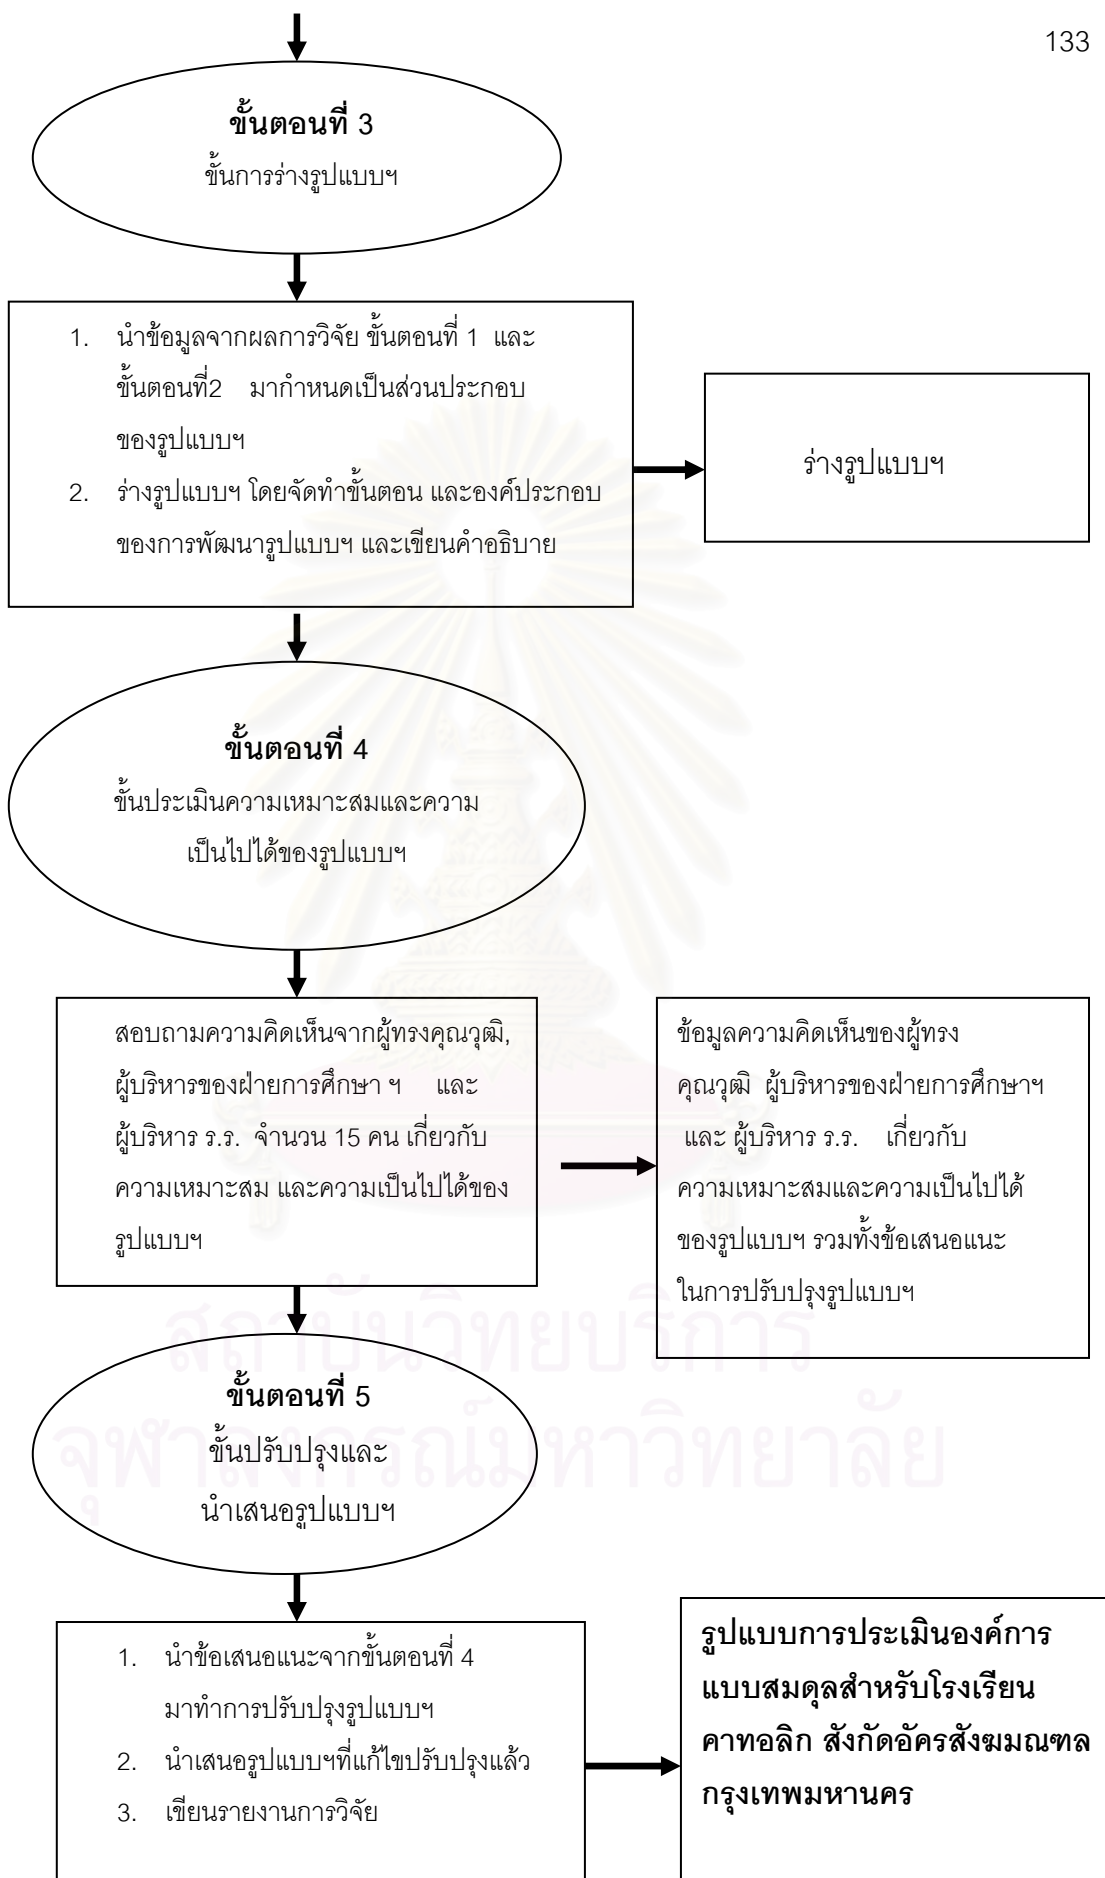 133
ขั้นตอนที่ 3
ขั้นการร่างรูปแบบฯ
1. นำข้อมูลจากผลการวิจัย ขั้นตอนที่ 1 และ
ขั้นตอนที่2 มากำหนดเป็นส่วนประกอบ
ของรูปแบบฯ
2. ร่างรูปแบบฯ โดยจัดทำขั้นตอน และองค์ประกอบ
ของการพัฒนารูปแบบฯ และเขียนคำอธิบาย
ร่างรูปแบบฯ
ขั้นตอนที่ 4
ขั้นประเมินความเหมาะสมและความ
เป็นไปได้ของรูปแบบฯ
สอบถามความคิดเห็นจากผู้ทรงคุณวุฒิ,
ผู้บริหารของฝ่ายการศึกษา ฯ และ
ผู้บริหาร ร.ร. จำนวน 15 คน เกี่ยวกับ
ความเหมาะสม และความเป็นไปได้ของ
รูปแบบฯ
ข้อมูลความคิดเห็นของผู้ทรง
คุณวุฒิ ผู้บริหารของฝ่ายการศึกษาฯ
และ ผู้บริหาร ร.ร. เกี่ยวกับ
ความเหมาะสมและความเป็นไปได้
ของรูปแบบฯ รวมทั้งข้อเสนอแนะ
ในการปรับปรุงรูปแบบฯ
สถาบันวิทยบริการ
จุฬาลงกรณ์มหาวิทยาลัย
ขั้นตอนที่ 5
ขั้นปรับปรุงและ
นำเสนอรูปแบบฯ
1. นำข้อเสนอแนะจากขั้นตอนที่ 4
มาทำการปรับปรุงรูปแบบฯ
2. นำเสนอรูปแบบฯที่แก้ไขปรับปรุงแล้ว
3. เขียนรายงานการวิจัย
รูปแบบการประเมินองค์การ
แบบสมดุลสำหรับโรงเรียน
คาทอลิก สังกัดอัครสังฆมณฑล
กรุงเทพมหานคร